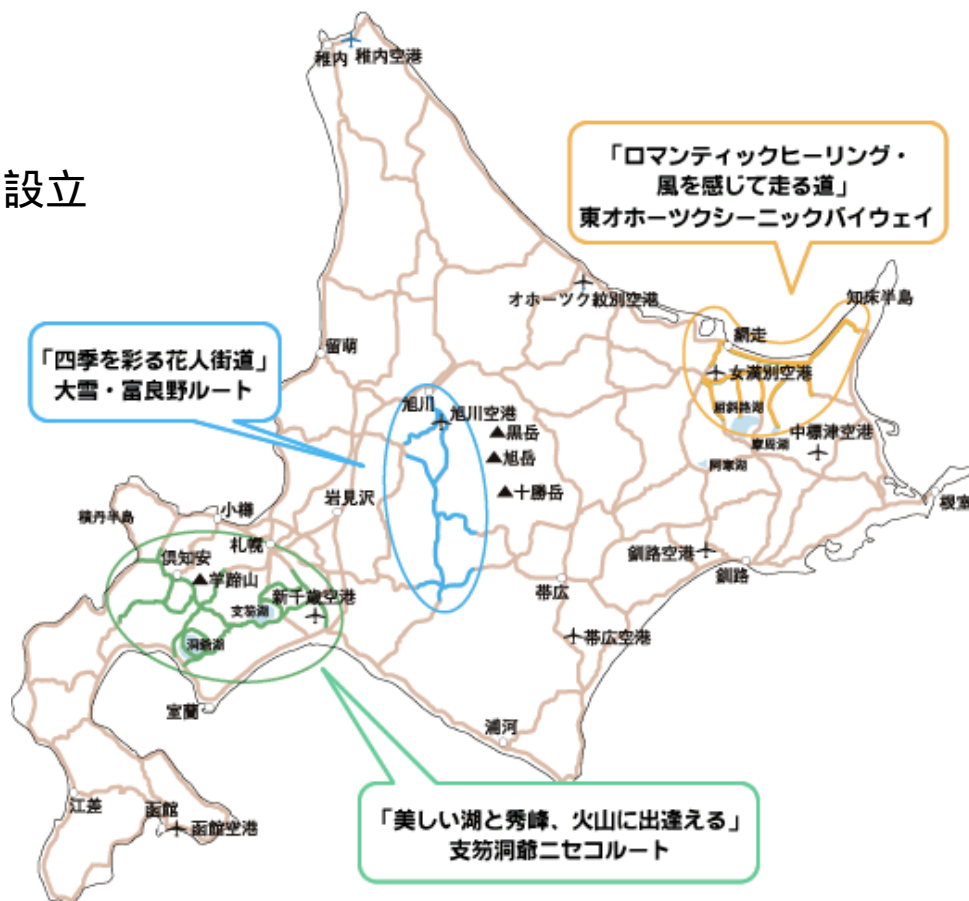 稚内
稚内空港
設立
「ロマンティックヒーリング・
風を感じて走る道」
東オホーツクシーニックバイウェイ
オホーツク紋別空港
知床半島
網走
女満別空港
屈斜路湖
摩周湖
中標津空港
阿寒湖
根室
留萌
「四季を彩る花人街道」
大雪・富良野ルート
旭川
旭川空港
▲黒岳
▲旭岳
▲十勝岳
岩見沢
積丹半島
小樽
札幌
倶知安
▲羊蹄山
支笏湖
新千歳空港
洞爺湖
釧路空港
釧路
帯広
帯広空港
室蘭
浦河
江差
函館
函館空港
「美しい湖と秀峰、火山に出逢える」
支笏洞爺ニセコルート